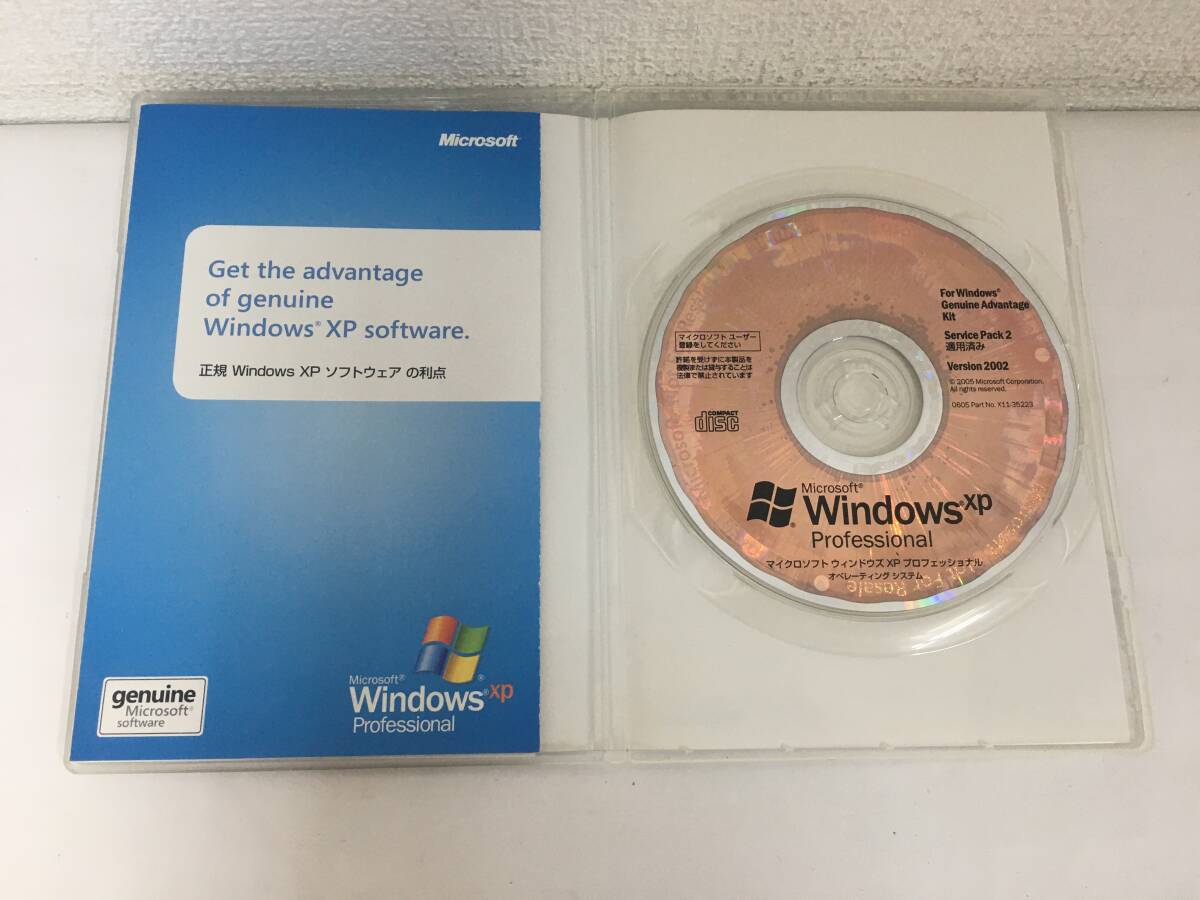 Microsoft
Get the advantage
of genuine
Windows® XP software.
正規 Windows XP ソフトウェア の利点
genuine
Microsoft®
software
Microsoft®
Windows®xp
Professional
For Windows®
Genuine Advantage
Kit
Service Pack 2
適用済み
Version 2002
© 2005 Microsoft Corporation.
All rights reserved.
0605 Part No. X11-35223
マイクロソフト ユーザー
登録をしてください
許諾を受けずに本製品を
複製または貸与することは
法律で禁止されています
COMPACT
disc
Microsoft®
Windows®xp
Professional
マイクロソフト ウィンドウズ XP プロフェッショナル
オペレーティング システム
For Resale